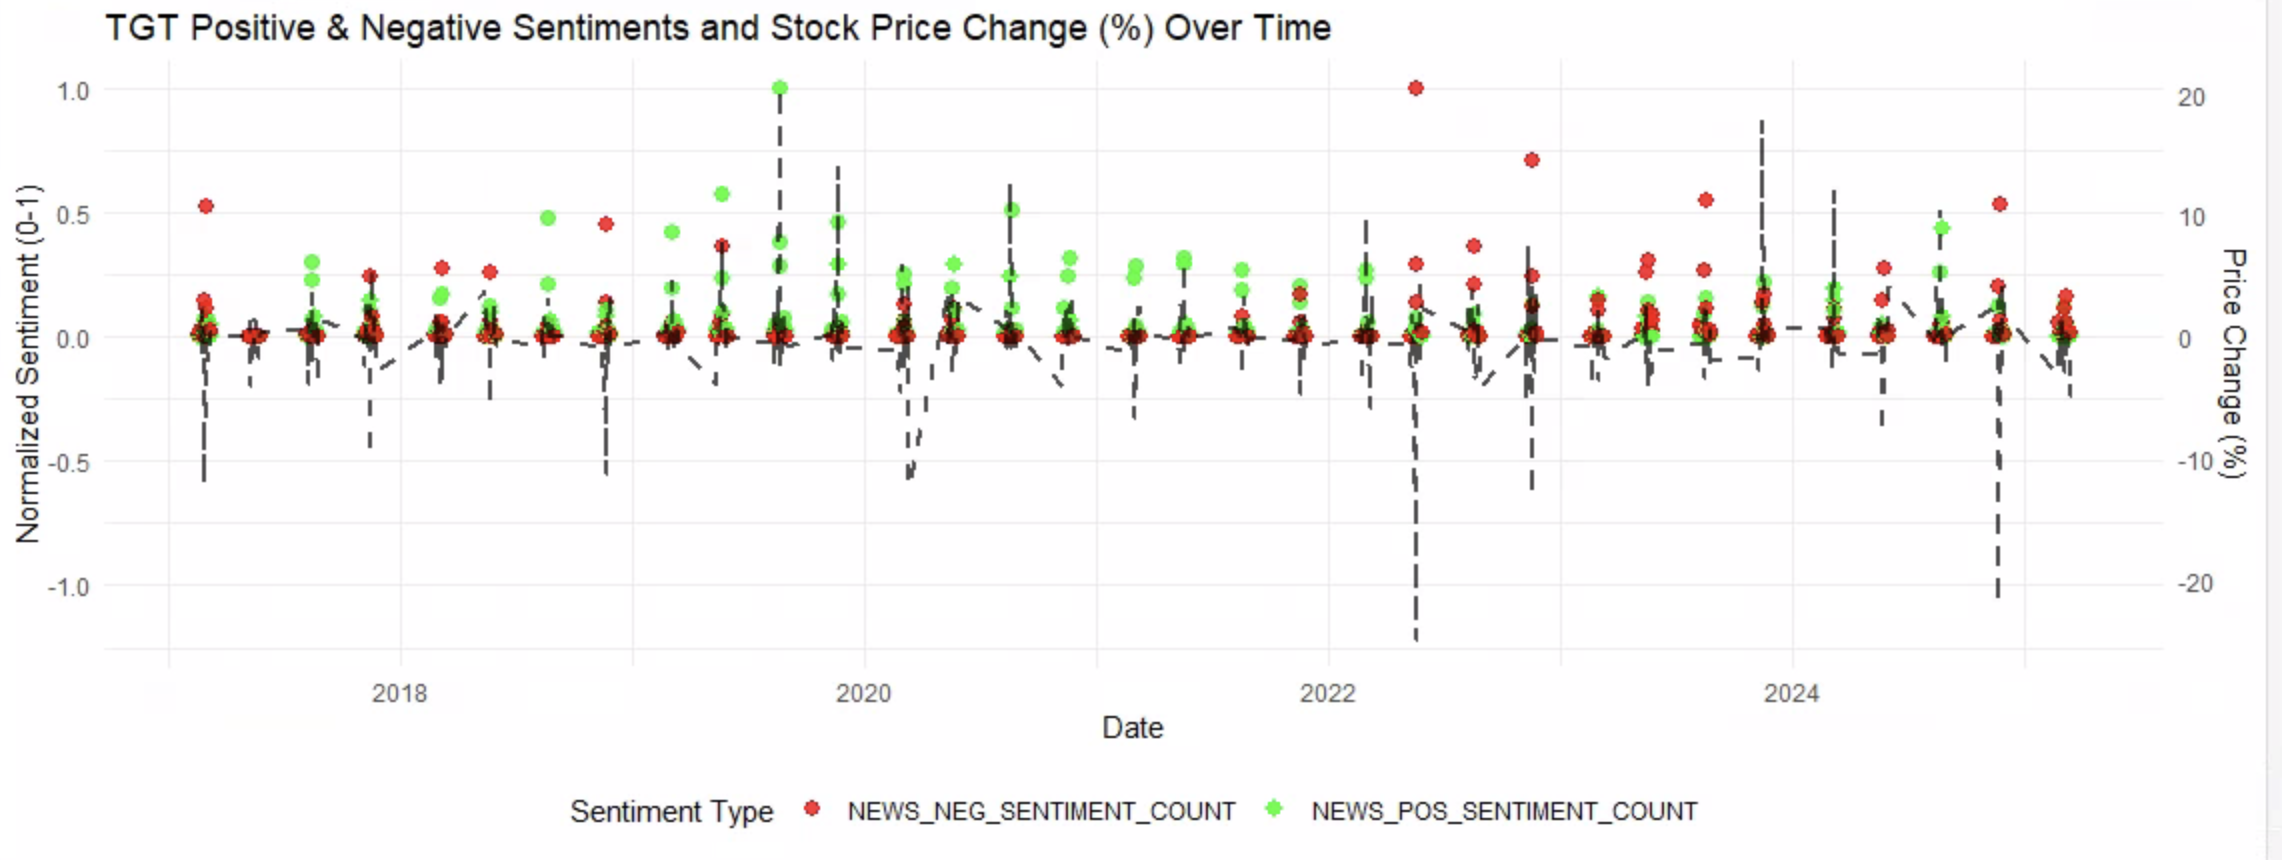 TGT Positive & Negative Sentiments and Stock Price Change (%) Over Time
Normalized Sentiment (0-1)
1.0
0.5
0.0
-0.5
-1.0
20
10
0
-10
-20
Price Change (%)
2018
2020
2022
2024
Date
Sentiment Type
NEWS_NEG_SENTIMENT_COUNT
NEWS_POS_SENTIMENT_COUNT